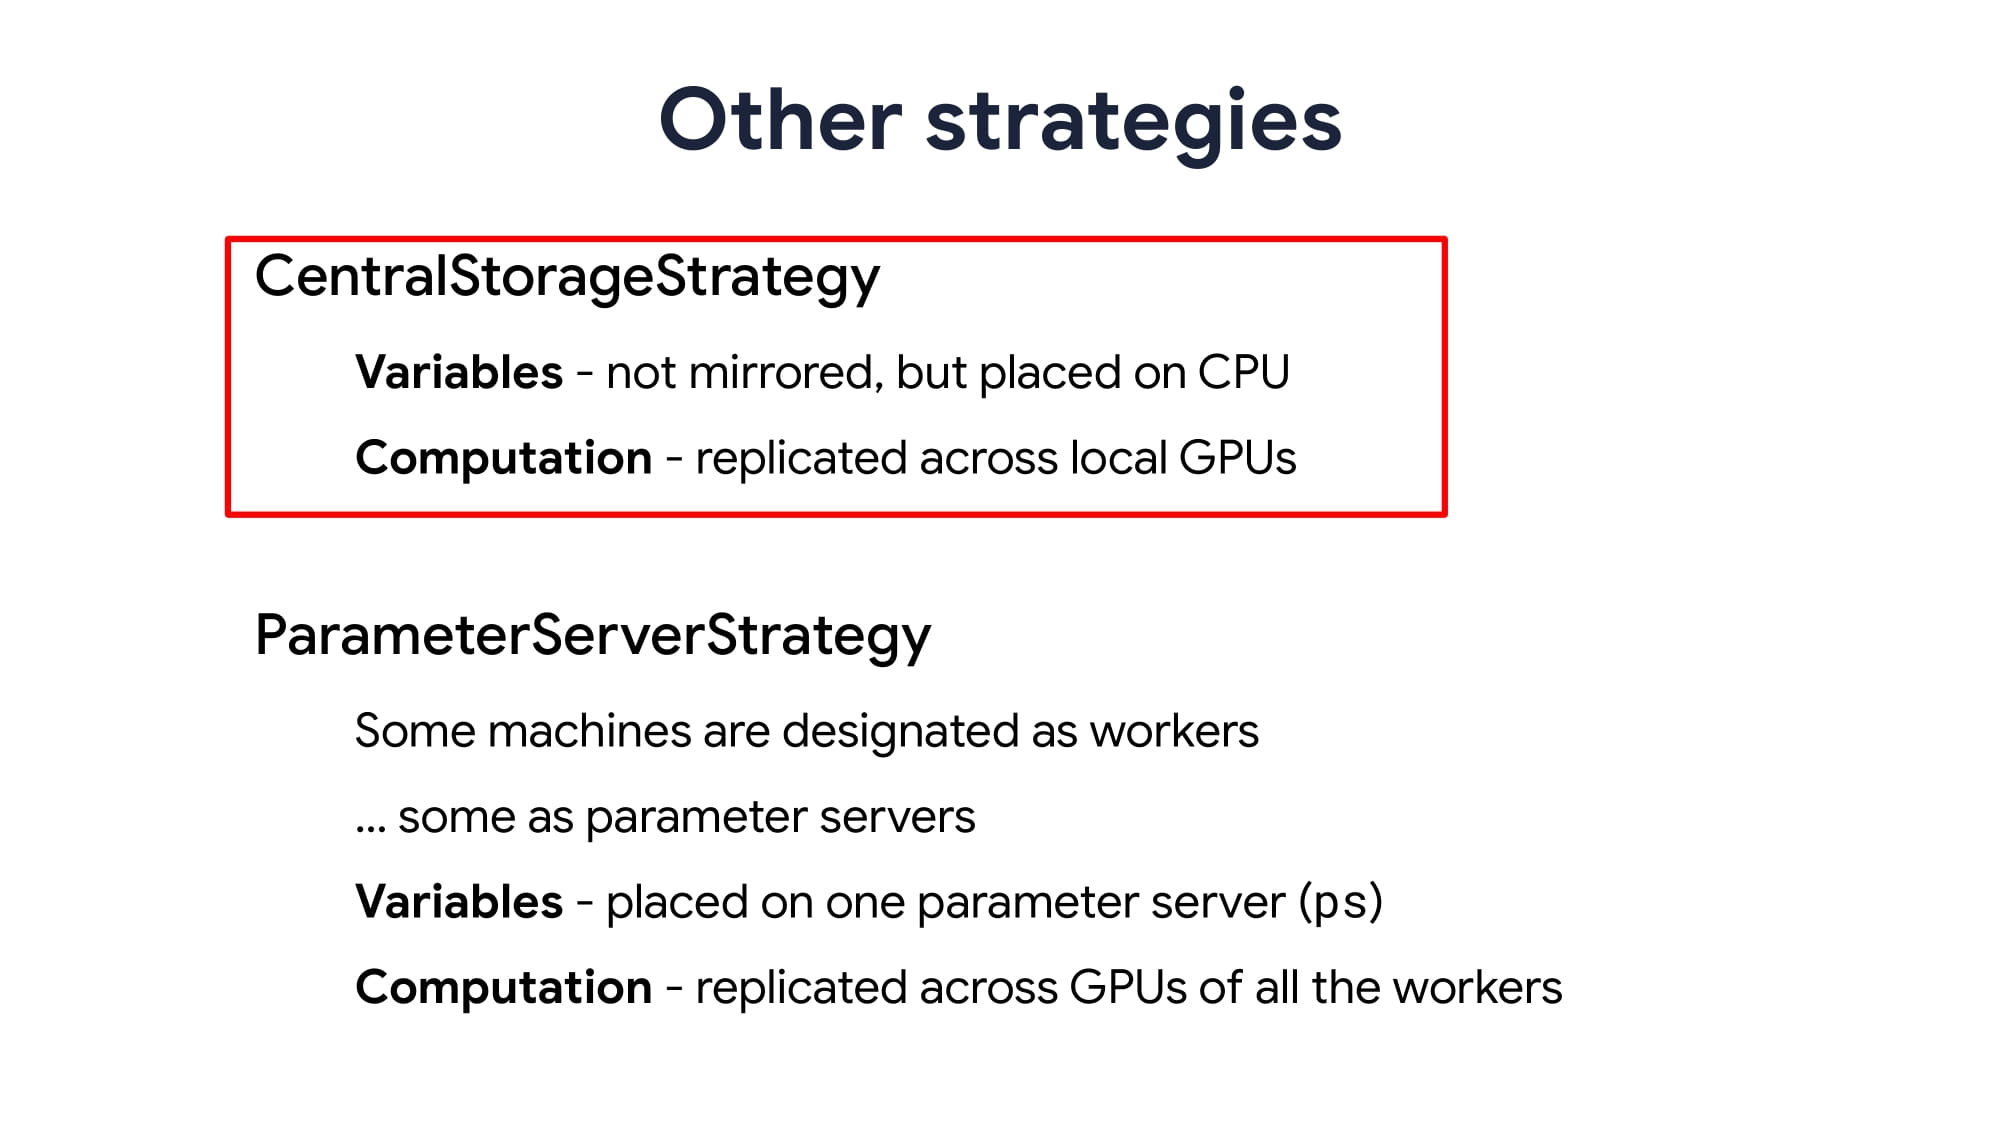 Other strategies
CentralStorageStrategy
Variables - not mirrored, but placed on CPU
Computation - replicated across local GPUs
ParameterServerStrategy
Some machines are designated as workers
... some as parameter servers
Variables - placed on one parameter server (ps)
Computation - replicated across GPUs of all the workers